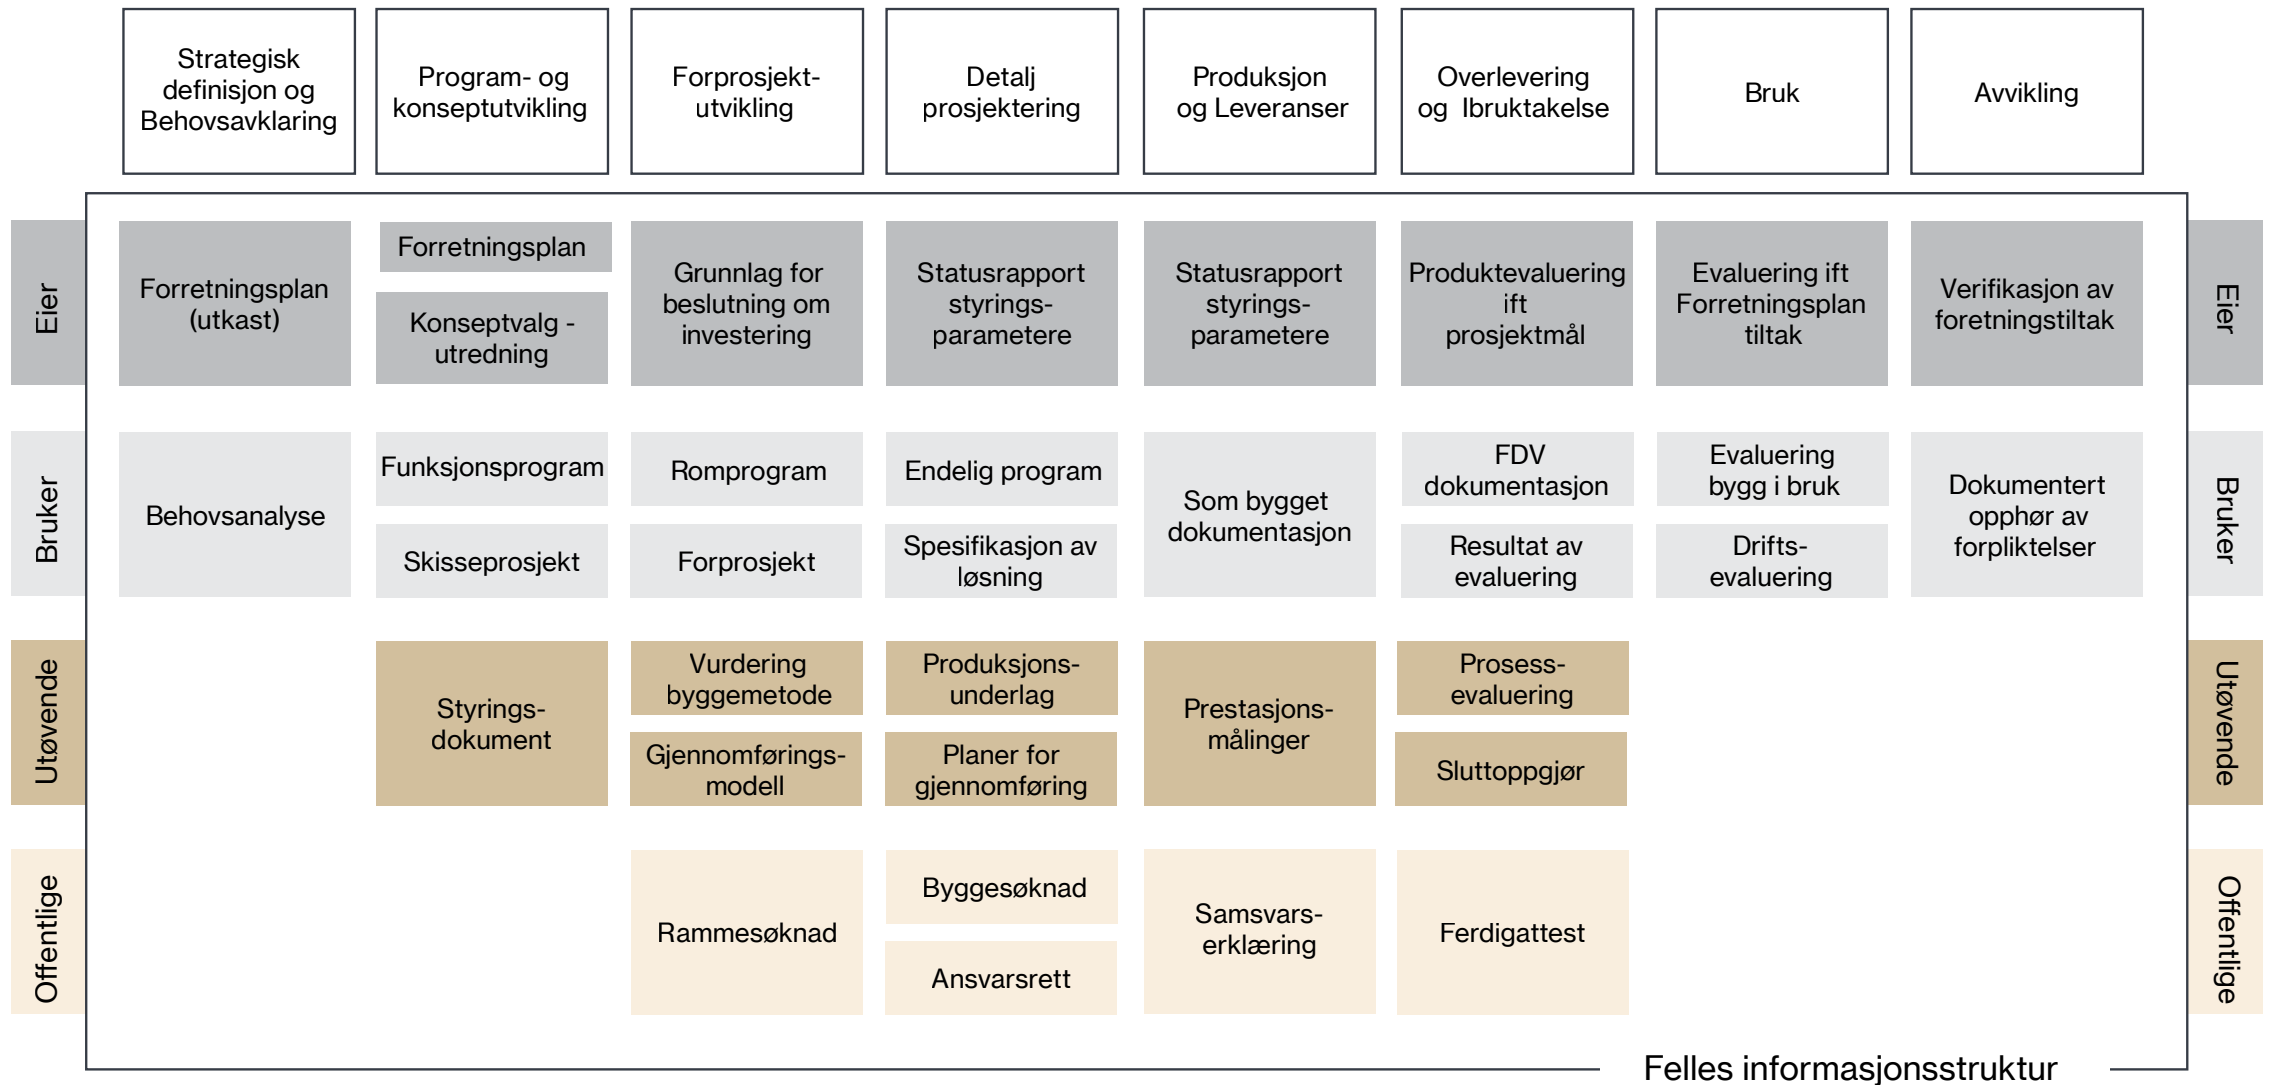 Strategisk
definisjon og
Behovsavklaring
Program- og
konseptutvikling
Forprosjekt-
utvikling
Detalj
prosjektering
Produksjon
og Leveranser
Overlevering
og Ibruktakelse
Bruk
Avvikling
Eier
Forretningsplan
(utkast)
Forretningsplan
Konseptvalg -
utredning
Grunnlag for
beslutning om
investering
Statusrapport
styrings-
parametere
Statusrapport
styrings-
parametere
Produktevaluering
ift
prosjektmål
Evaluering ift
Forretningsplan
tiltak
Verifikasjon av
foretningstiltak
Eier
Bruker
Behovsanalyse
Funksjonsprogram
Skisseprosjekt
Romprogram
Forprosjekt
Endelig program
Spesifikasjon av
løsning
Som bygget
dokumentasjon
FDV
dokumentasjon
Resultat av
evaluering
Evaluering
bygg i bruk
Drifts-
evaluering
Dokumentert
opphør av
forpliktelser
Bruker
Utøvende
Styrings-
dokument
Vurdering
byggemetode
Gjennomførings-
modell
Produksjons-
underlag
Planer for
gjennomføring
Prestasjons-
målinger
Prosess-
evaluering
Sluttoppgjør
Utøvende
Offentlige
Rammesøknad
Byggesøknad
Ansvarsrett
Samsvars-
erklæring
Ferdigattest
Offentlige
Felles informasjonsstruktur